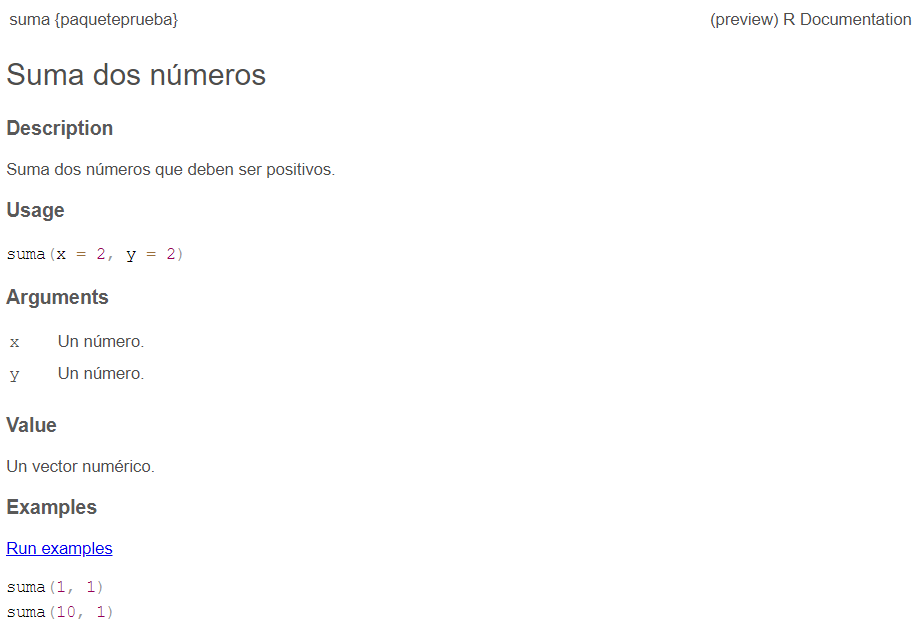 suma {paqueteprueba} (preview) R Documentation
Suma dos números
Description
Suma dos números que deben ser positivos.
Usage
suma(x = 2, y = 2)
Arguments
x Un número.
y Un número.
Value
Un vector numérico.
Examples
Run examples
suma(1, 1)
suma(10, 1)